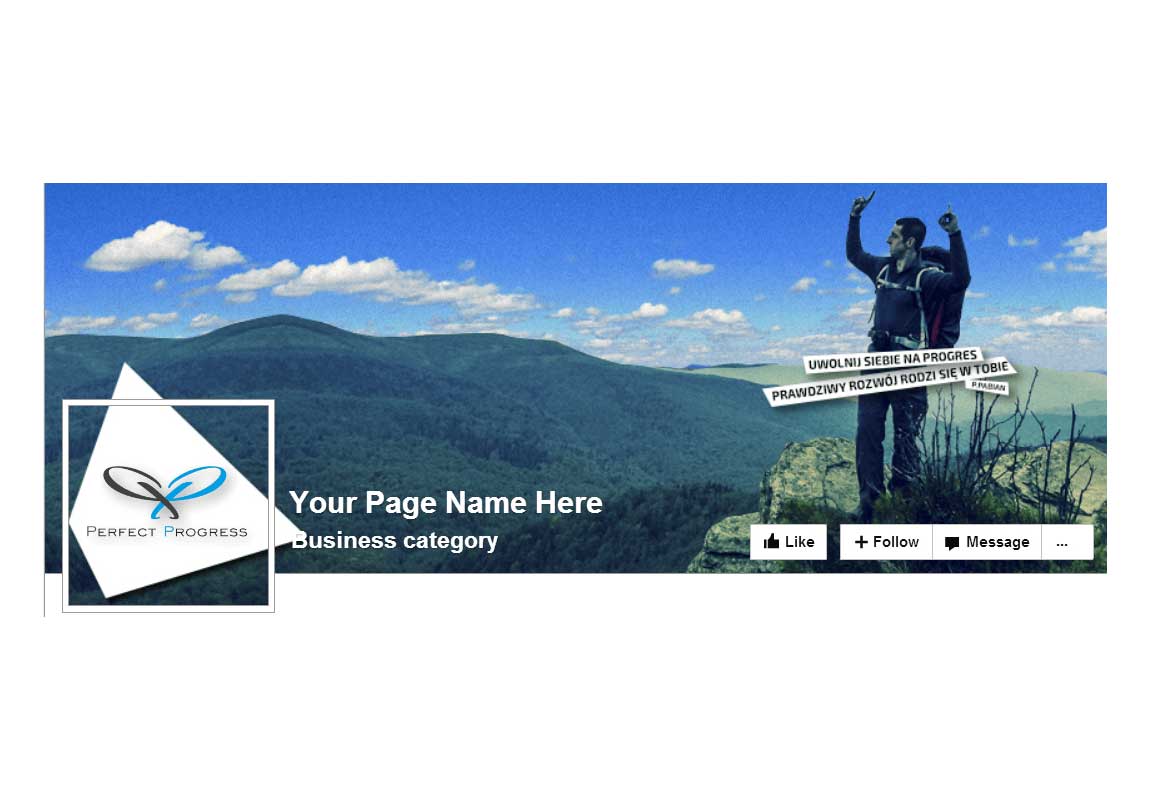 UWOLNIJ SIEBIE NA PROGRES
PRAWDZIWY ROZWÓJ RODZI SIĘ W TOBIE
P.PABIAN
PERFECT PROGRESS
Your Page Name Here
Business category
Like
Follow
Message
...